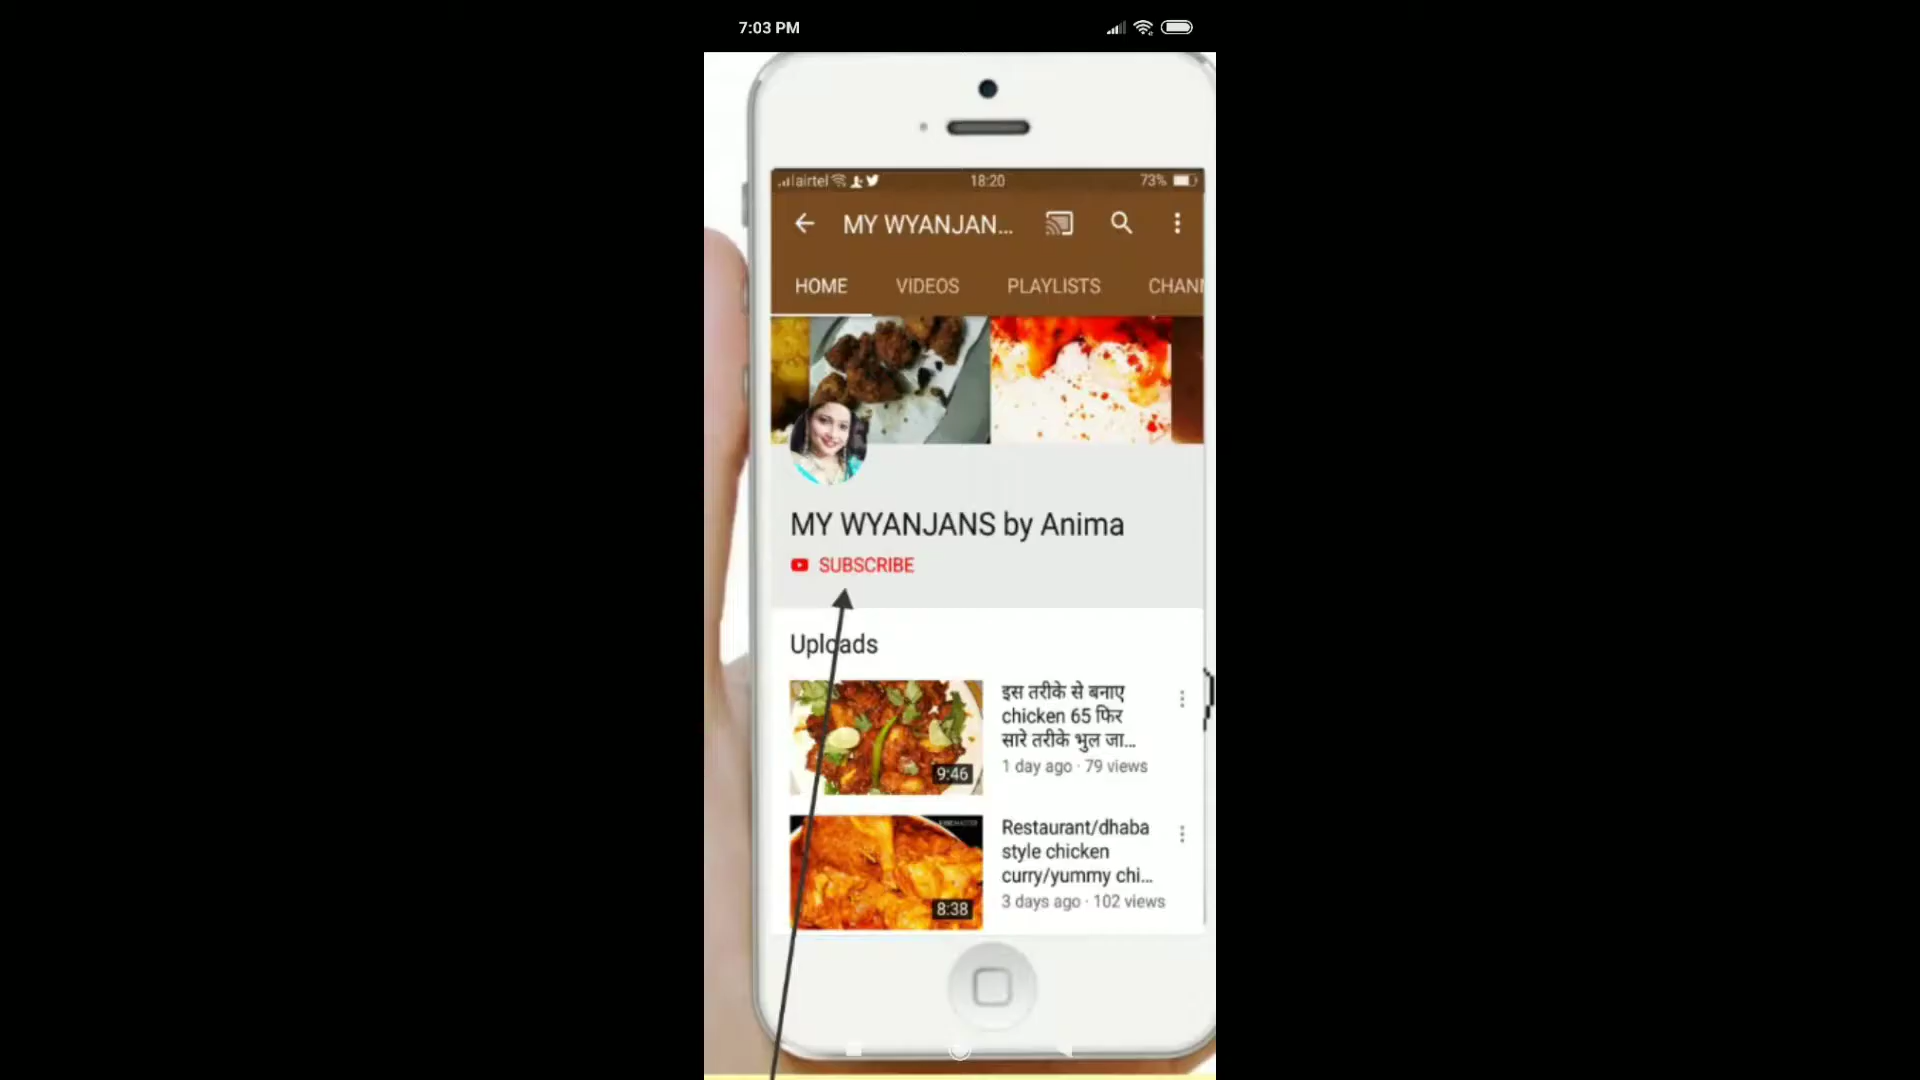 7:03 PM
airtel 18:20 73%
MY WYANJAN...
HOME VIDEOS PLAYLISTS CHANN
MY WYANJANS by Anima
SUBSCRIBE
Uploads
इस तरीके से बनाए
chicken 65 फिर
सारे तरीके भुल जा...
1 day ago · 79 views
9:46
Restaurant/dhaba
style chicken
curry/yummy chi...
3 days ago · 102 views
8:38